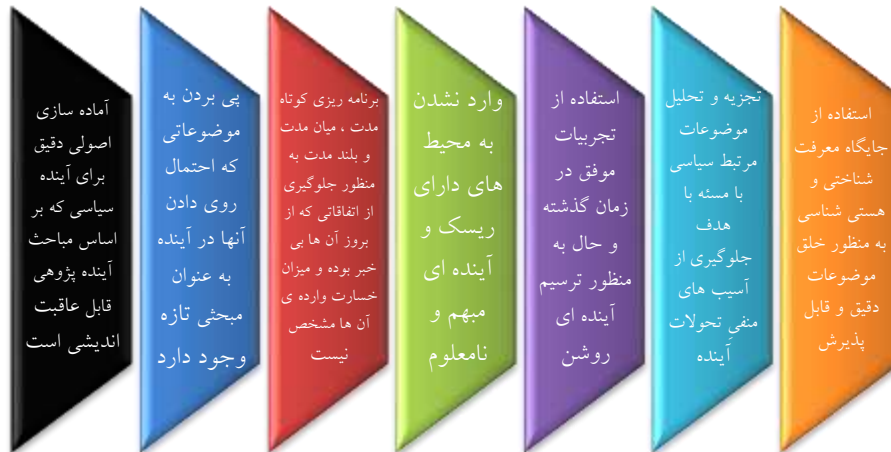 استفاده از
جایگاه معرفت
شناختی و
هستی شناسی
به منظور خلق
موضوعات
دقیق و قابل
پذیرش
تجزیه و تحلیل
موضوعات
مرتبط سیاسی
با مسئه با
هدف
جلوگیری از
آسیب های
منفیِ تحولات
آینده
استفاده از
تجربیات
موفق در
زمان گذشته
و حال به
منظور ترسیم
آینده ای
روشن
وارد نشدن
به محیط
های دارای
ریسک و
آینده ای
مبهم و
نامعلوم
برنامه ریزی کوتاه
مدت ، میان مدت
و بلند مدت به
منظور جلوگیری
از اتفاقاتی که از
بروز آن ها بی
خبر بوده و میزان
خسارت وارده ی
آن ها مشخص
نیست
پی بردن به
موضوعاتی
که احتمال
روی دادن
آنها در آینده
به عنوان
مبحثی تازه
وجود دارد
آماده سازی
اصولی دقیق
برای آینده
سیاسی که بر
اساس مباحث
آینده پژوهی
قابل عاقبت
اندیشی است